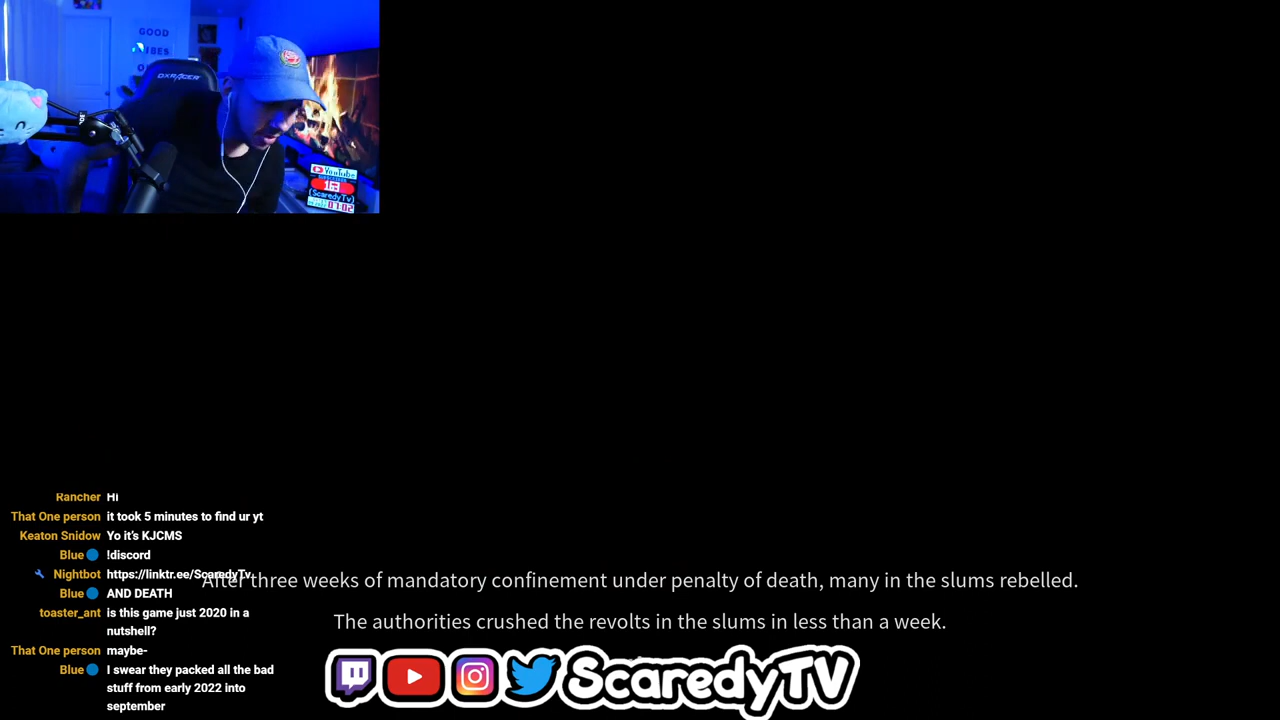 GOOD
VIBES
DXRACER
YouTube
163
(ScaredyTv)
Rancher Hi
That One person it took 5 minutes to find ur yt
Keaton Snidow Yo it's KJCMS
Blue !discord
Nightbot https://linktr.ee/ScaredyTv
Blue AND DEATH
toaster_ant is this game just 2020 in a
nutshell?
That One person maybe-
Blue I swear they packed all the bad
stuff from early 2022 into
september
After three weeks of mandatory confinement under penalty of death, many in the slums rebelled.
The authorities crushed the revolts in the slums in less than a week.
ScaredyTV